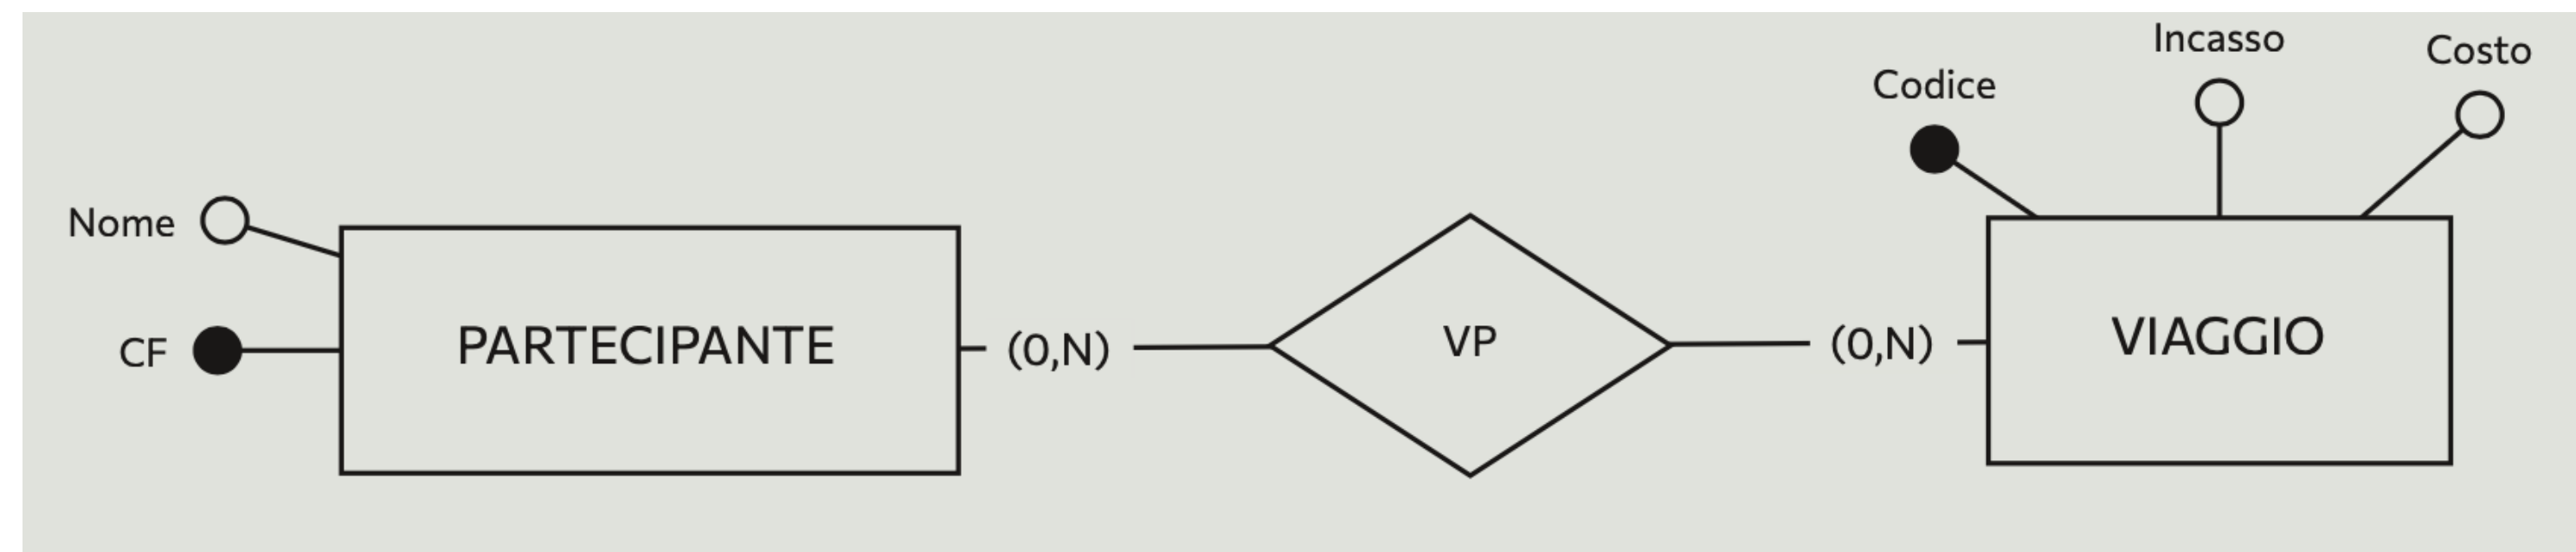 Incasso
Costo
Codice
Nome
CF
PARTECIPANTE
(0,N)
VP
(0,N)
VIAGGIO